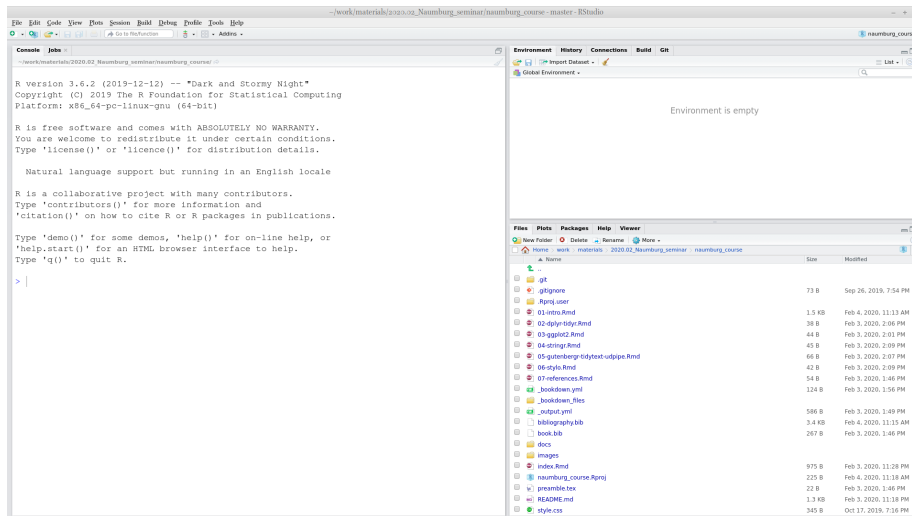 ~/work/materials/2020.02_Naumburg_seminar/naumburg_course - master - RStudio
File Edit Code View Plots Session Build Debug Profile Tools Help
Go to file/function Addins
naumburg_cours
Console Jobs
~/work/materials/2020.02_Naumburg_seminar/naumburg_course/
R version 3.6.2 (2019-12-12) -- "Dark and Stormy Night"
Copyright (C) 2019 The R Foundation for Statistical Computing
Platform: x86_64-pc-linux-gnu (64-bit)
R is free software and comes with ABSOLUTELY NO WARRANTY.
You are welcome to redistribute it under certain conditions.
Type 'license()' or 'licence()' for distribution details.
Natural language support but running in an English locale
R is a collaborative project with many contributors.
Type 'contributors()' for more information and
'citation()' on how to cite R or R packages in publications.
Type 'demo()' for some demos, 'help()' for on-line help, or
'help.start()' for an HTML browser interface to help.
Type 'q()' to quit R.
>
Environment History Connections Build Git
Import Dataset List
Global Environment
Environment is empty
Files Plots Packages Help Viewer
New Folder Delete Rename More
Home work materials 2020.02_Naumburg_seminar naumburg_course
Name Size Modified
..
.git
.gitignore 73 B Sep 26, 2019, 7:54 PM
.Rproj.user
01-intro.Rmd 1.5 KB Feb 4, 2020, 11:13 AM
02-dplyr-tidyr.Rmd 38 B Feb 3, 2020, 2:06 PM
03-ggplot2.Rmd 44 B Feb 3, 2020, 2:01 PM
04-stringr.Rmd 45 B Feb 3, 2020, 2:09 PM
05-gutenbergr-tidytext-udpipe.Rmd 66 B Feb 3, 2020, 2:07 PM
06-stylo.Rmd 42 B Feb 3, 2020, 2:09 PM
07-references.Rmd 54 B Feb 3, 2020, 1:46 PM
_bookdown.yml 124 B Feb 3, 2020, 1:56 PM
_bookdown_files
_output.yml 586 B Feb 3, 2020, 1:49 PM
bibliography.bib 3.4 KB Feb 4, 2020, 11:15 AM
book.bib 267 B Feb 3, 2020, 1:46 PM
docs
images
index.Rmd 975 B Feb 3, 2020, 11:28 PM
naumburg_course.Rproj 225 B Feb 4, 2020, 11:18 AM
preamble.tex 22 B Feb 3, 2020, 1:46 PM
README.md 1.3 KB Feb 3, 2020, 11:18 PM
style.css 345 B Oct 17, 2019, 7:16 PM